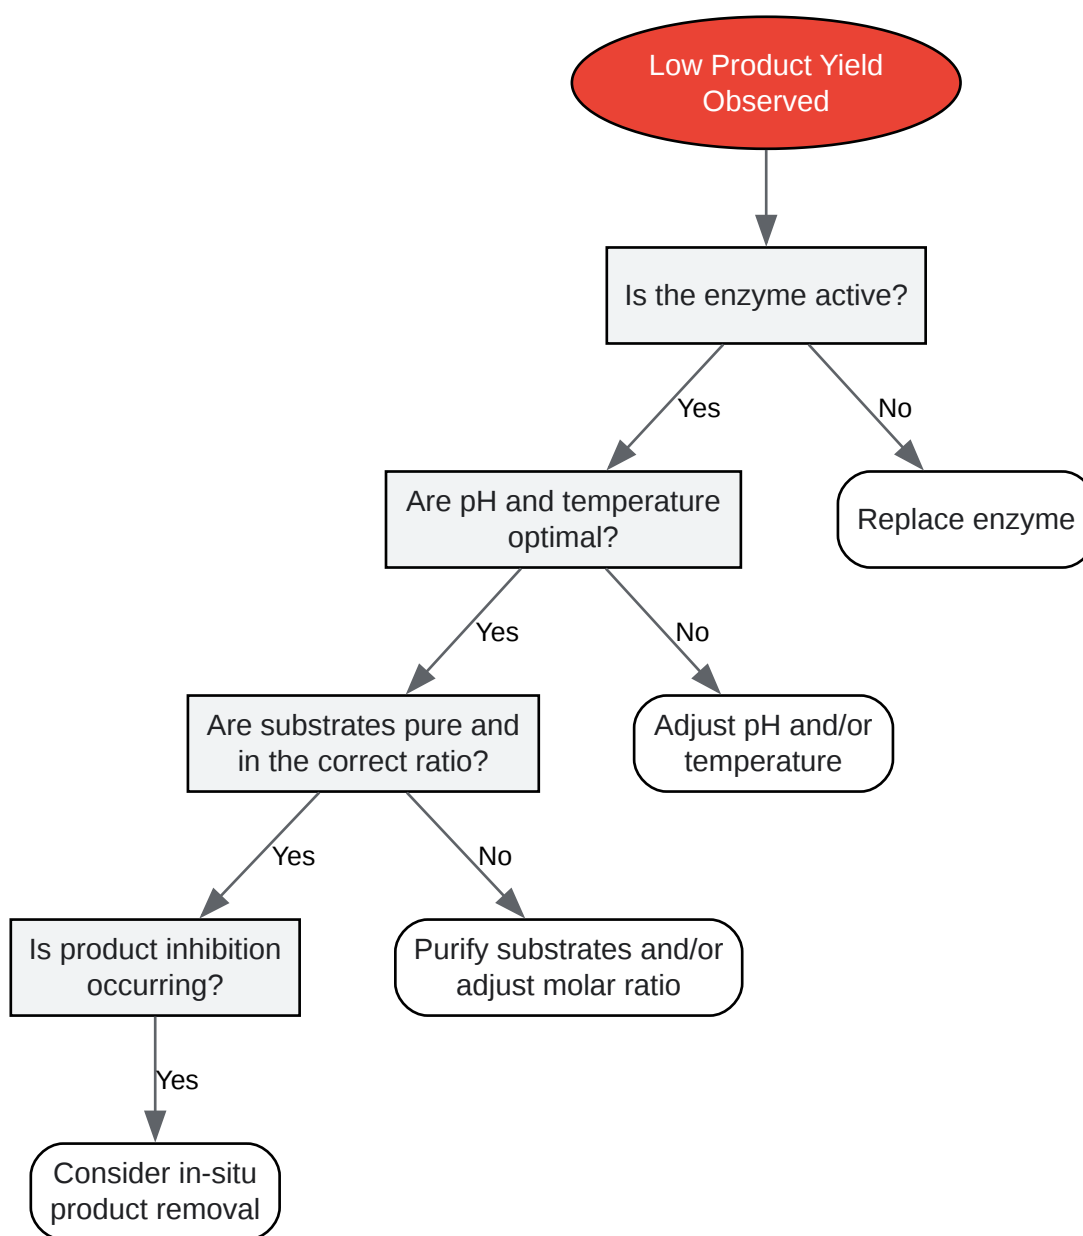 Low Product Yield
Observed
Is the enzyme active?
Yes
No
Are pH and temperature
optimal?
Replace enzyme
Yes
No
Are substrates pure and
in the correct ratio?
Adjust pH and/or
temperature
Yes
No
Is product inhibition
occurring?
Purify substrates and/or
adjust molar ratio
Yes
Consider in-situ
product removal